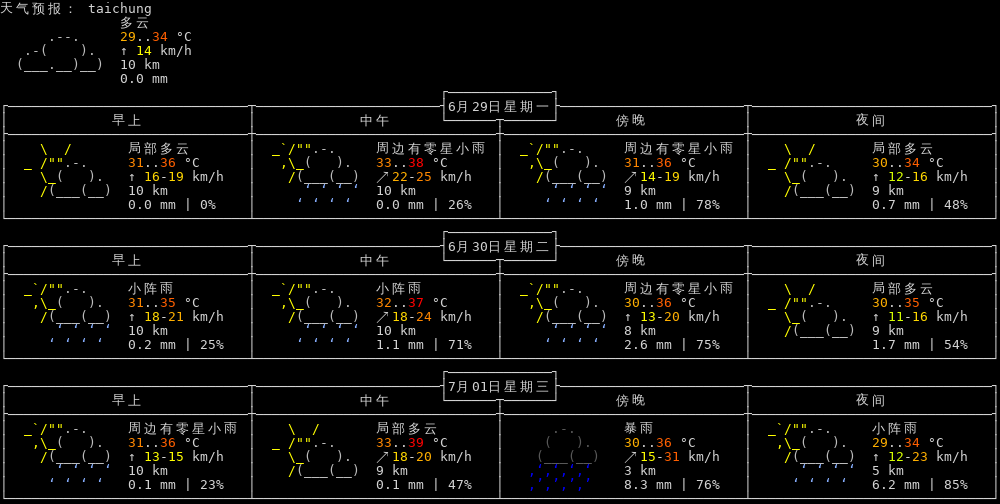 天气预报： taichung
多云
29..34 °C
↑ 14 km/h
10 km
0.0 mm
6月29日星期一
早上 中午 傍晚 夜间
局部多云 周边有零星小雨 周边有零星小雨 局部多云
31..36 °C 33..38 °C 31..36 °C 30..34 °C
↑ 16-19 km/h ↗22-25 km/h ↗14-19 km/h ↑ 12-16 km/h
10 km 10 km 9 km 9 km
0.0 mm | 0% 0.0 mm | 26% 1.0 mm | 78% 0.7 mm | 48%
6月30日星期二
早上 中午 傍晚 夜间
小阵雨 小阵雨 周边有零星小雨 局部多云
31..35 °C 32..37 °C 30..36 °C 30..35 °C
↑ 18-21 km/h ↗18-24 km/h ↑ 13-20 km/h ↑ 11-16 km/h
10 km 10 km 8 km 9 km
0.2 mm | 25% 1.1 mm | 71% 2.6 mm | 75% 1.7 mm | 54%
7月01日星期三
早上 中午 傍晚 夜间
周边有零星小雨 局部多云 暴雨 小阵雨
31..36 °C 33..39 °C 30..36 °C 29..34 °C
↑ 13-15 km/h ↗18-20 km/h ↗15-31 km/h ↑ 12-23 km/h
10 km 9 km 3 km 5 km
0.1 mm | 23% 0.1 mm | 47% 8.3 mm | 76% 6.2 mm | 85%